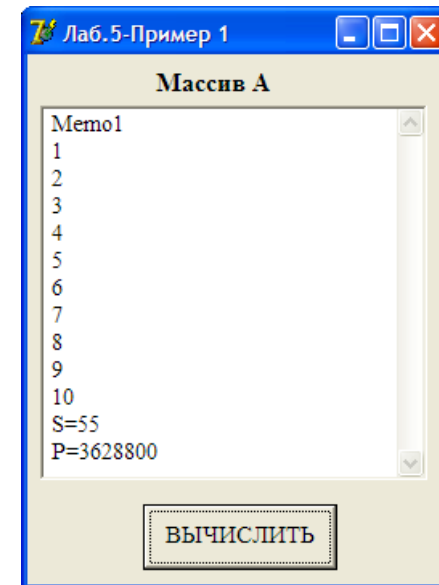 Лаб.5-Пример 1
Массив А
Memo1
1
2
3
4
5
6
7
8
9
10
S=55
P=3628800
ВЫЧИСЛИТЬ